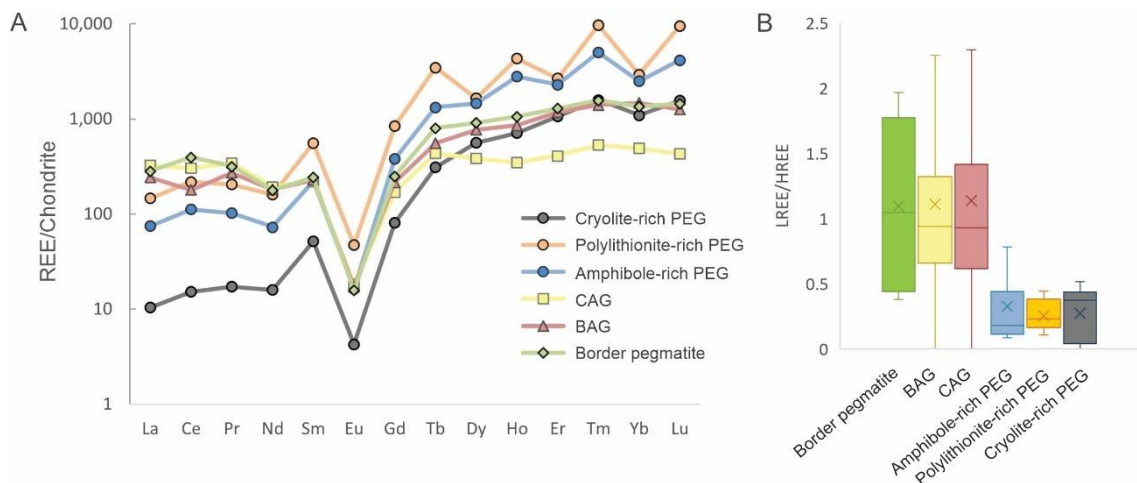 A
REE/Chondrite
10,000
1,000
100
10
1
La Ce Pr Nd Sm Eu Gd Tb Dy Ho Er Tm Yb Lu
Cryolite-rich PEG
Polylithionite-rich PEG
Amphibole-rich PEG
CAG
BAG
Border pegmatite
B
LREE/HREE
2.5
2
1.5
1
0.5
0
Border pegmatite
BAG
CAG
Amphibole-rich PEG
Polylithionite-rich PEG
Cryolite-rich PEG